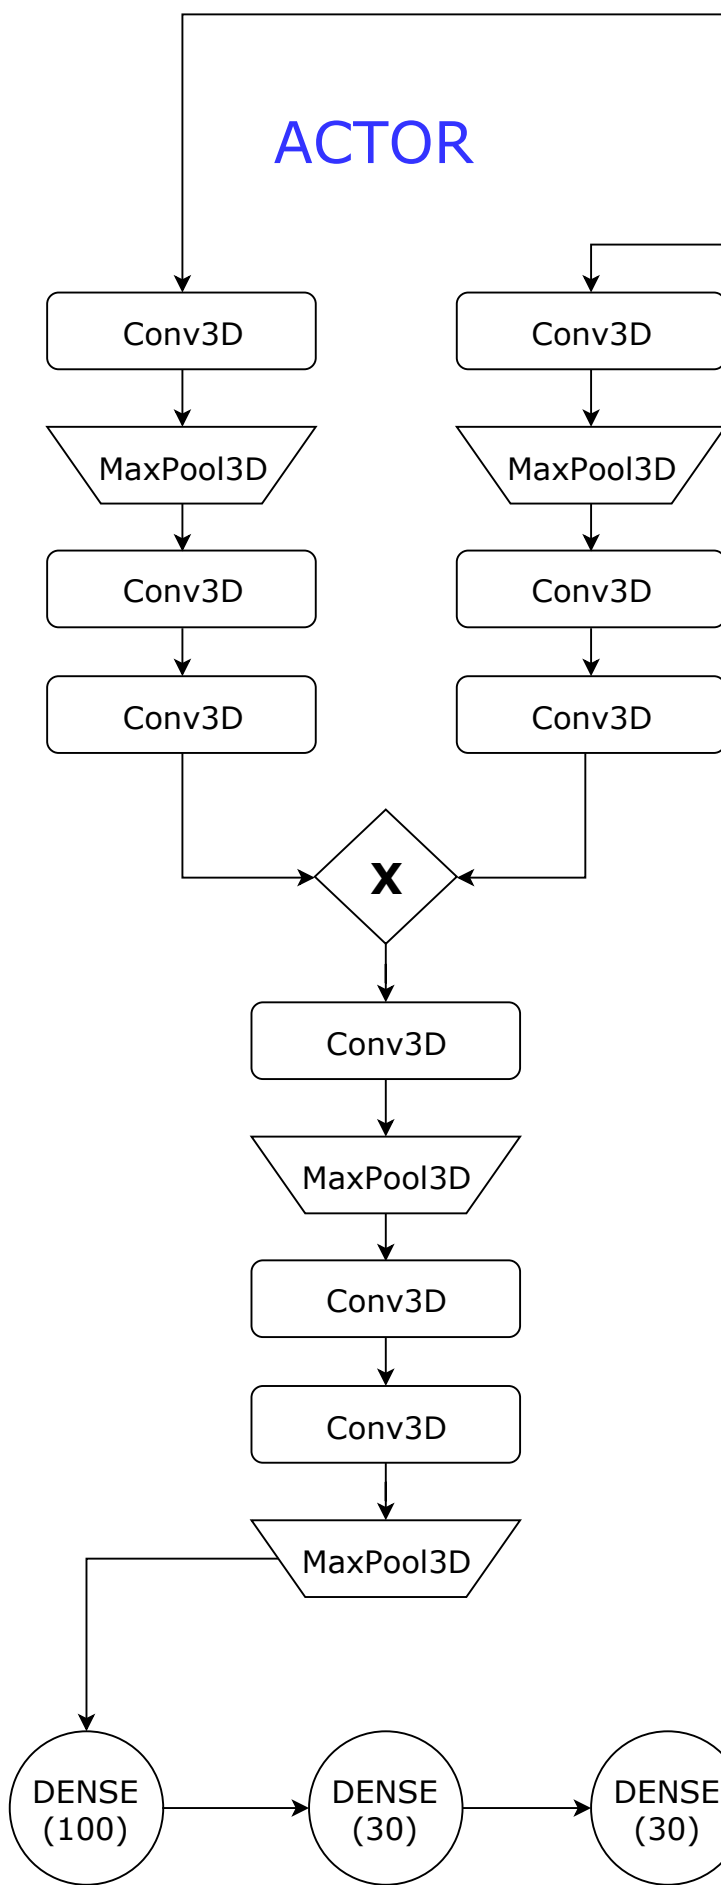 ACTOR
Conv3D
Conv3D
MaxPool3D
MaxPool3D
Conv3D
Conv3D
Conv3D
Conv3D
X
Conv3D
MaxPool3D
Conv3D
Conv3D
MaxPool3D
DENSE
(100)
DENSE
(30)
DENSE
(30)